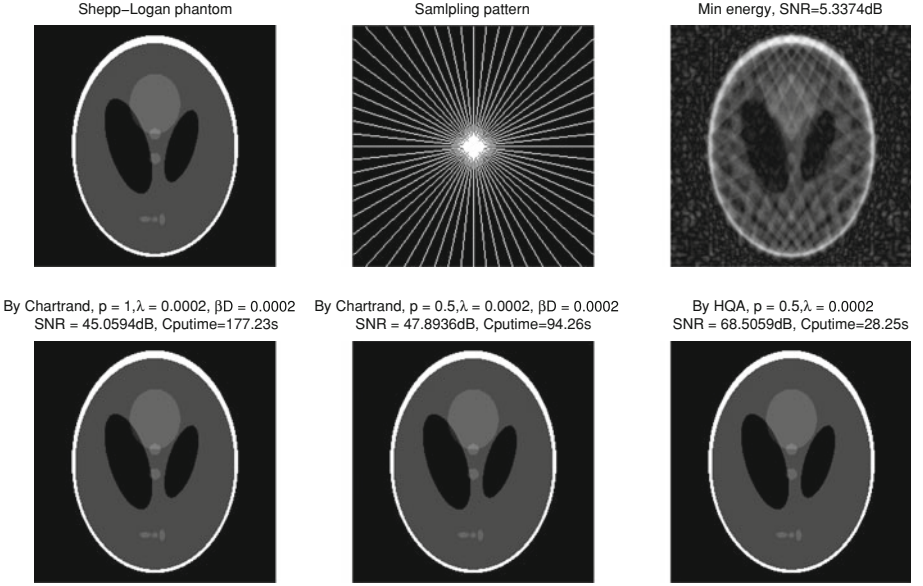 Shepp−Logan phantom
Samlpling pattern
Min energy, SNR=5.3374dB
By Chartrand, p = 1,λ = 0.0002, βD = 0.0002
SNR = 45.0594dB, Cputime=177.23s
By Chartrand, p = 0.5,λ = 0.0002, βD = 0.0002
SNR = 47.8936dB, Cputime=94.26s
By HQA, p = 0.5,λ = 0.0002
SNR = 68.5059dB, Cputime=28.25s